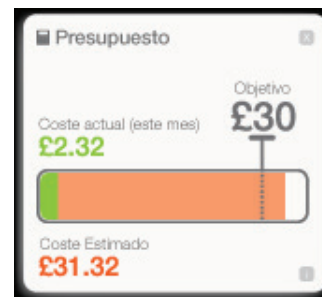 Presupuesto
Objetivo
£30
Coste actual (este mes)
£2.32
Coste Estimado
£31.32